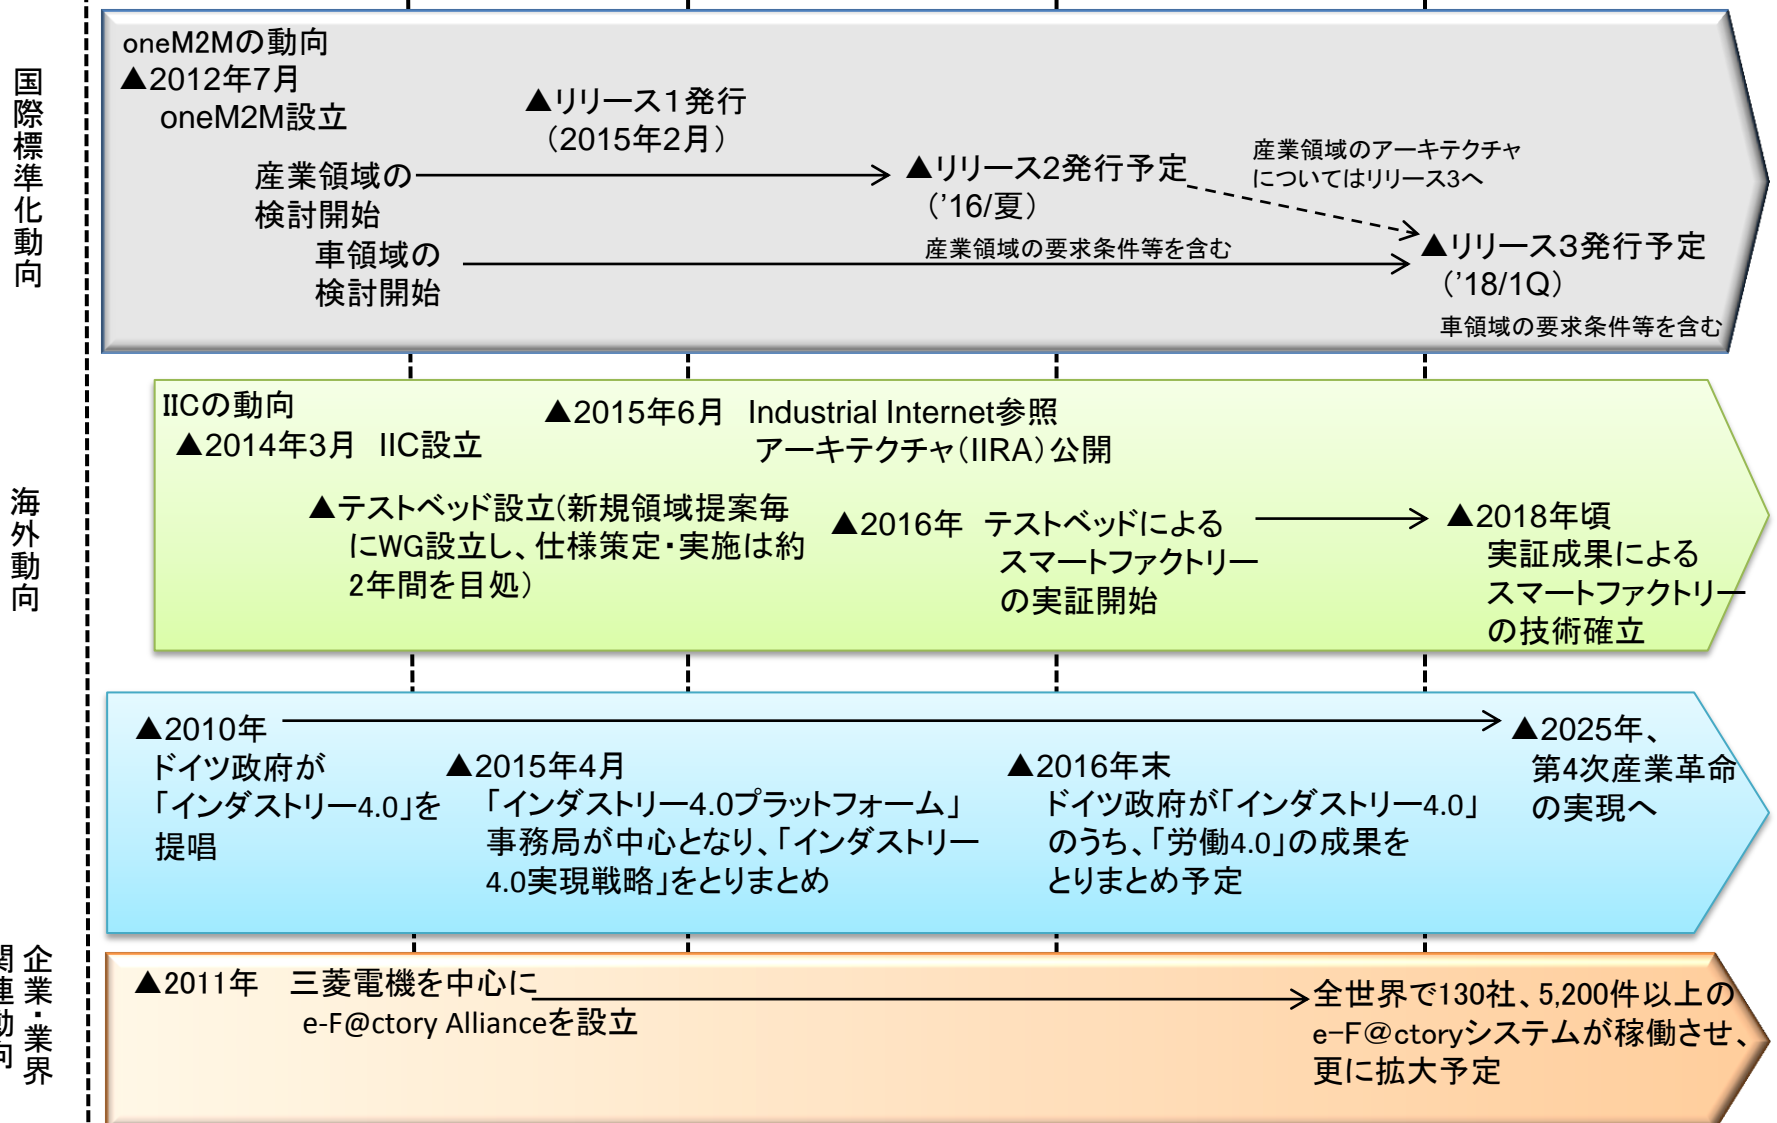 国際標準化動向
oneM2Mの動向
▲2012年7月
oneM2M設立
▲リリース1発行
(2015年2月)
産業領域の
検討開始
▲リリース2発行予定
('16/夏)
産業領域の要求条件等を含む
産業領域のアーキテクチャ
についてはリリース3へ
車領域の
検討開始
▲リリース3発行予定
('18/1Q)
車領域の要求条件等を含む
海外動向
IICの動向
▲2014年3月 IIC設立
▲2015年6月 Industrial Internet参照
アーキテクチャ(IIRA)公開
▲テストベッド設立(新規領域提案毎
にWG設立し、仕様策定・実施は約
2年間を目処)
▲2016年 テストベッドによる
スマートファクトリー
の実証開始
▲2018年頃
実証成果による
スマートファクトリー
の技術確立
▲2010年
ドイツ政府が
「インダストリー4.0」を
提唱
▲2015年4月
「インダストリー4.0プラットフォーム」
事務局が中心となり、「インダストリー
4.0実現戦略」をとりまとめ
▲2016年末
ドイツ政府が「インダストリー4.0」
のうち、「労働4.0」の成果を
とりまとめ予定
▲2025年、
第4次産業革命
の実現へ
企業・業界
関連動向
▲2011年 三菱電機を中心に
e-F@ctory Allianceを設立
全世界で130社、5,200件以上の
e-F@ctoryシステムが稼働させ、
更に拡大予定